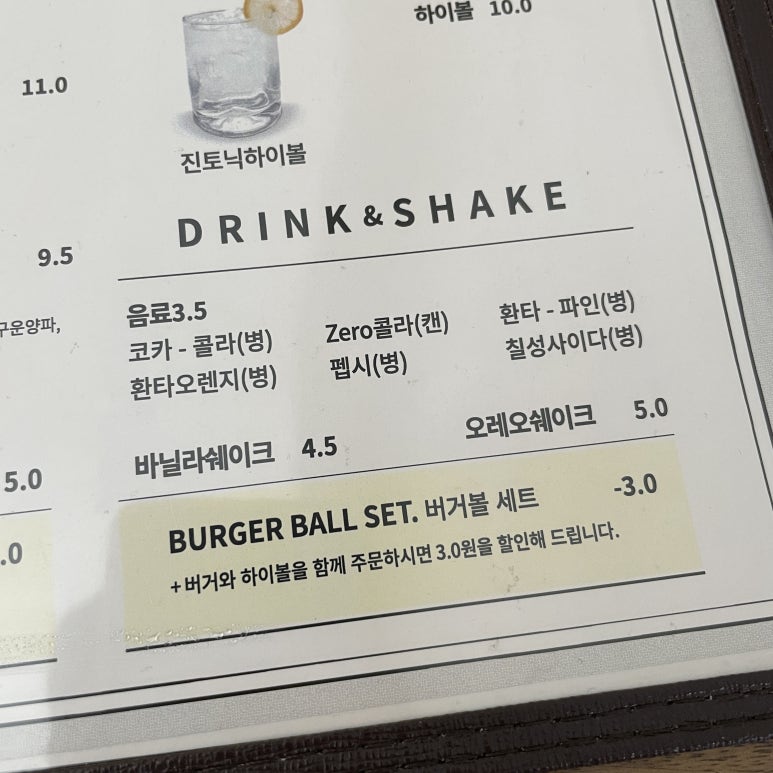 하이볼 10.0
11.0
진토닉하이볼
DRINK&SHAKE
9.5
구운양파,
음료3.5
코카 - 콜라(병)
Zero콜라(캔)
환타 - 파인(병)
환타오렌지(병)
펩시(병)
칠성사이다(병)
바닐라쉐이크 4.5
오레오쉐이크 5.0
5.0
.0
BURGER BALL SET. 버거볼 세트 -3.0
+ 버거와 하이볼을 함께 주문하시면 3.0원을 할인해 드립니다.